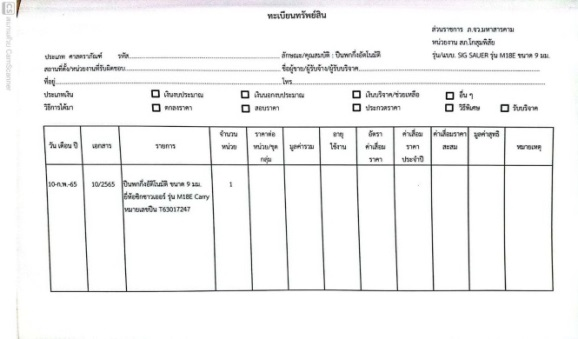 CS สแกนด้วย CamScanner
ทะเบียนทรัพย์สิน
ส่วนราชการ ภ.จว.มหาสารคาม
หน่วยงาน สภ.โกสุมพิสัย
ประเภท ศาสตราภัณฑ์ รหัส ลักษณะ/คุณสมบัติ : ปืนพกกึ่งอัตโนมัติ รุ่น/แบบ. SIG SAUER รุ่น M18E ขนาด 9 มม.
สถานที่ตั้ง/หน่วยงานที่รับผิดชอบ ชื่อผู้ขาย/ผู้รับจ้าง/ผู้รับบริจาค
ที่อยู่ โทร
ประเภทเงิน เงินงบประมาณ เงินนอกงบประมาณ เงินบริจาค/ช่วยเหลือ อื่น ๆ
วิธีการได้มา ตกลงราคา สอบราคา ประกวดราคา วิธีพิเศษ รับบริจาค
วัน เดือน ปี เอกสาร รายการ จำนวน หน่วย ราคาต่อ หน่วย/ชุด กลุ่ม มูลค่ารวม อายุ ใช้งาน อัตรา ค่าเสื่อม ราคา ค่าเสื่อม ราคา ประจำปี ค่าเสื่อมราคา สะสม มูลค่าสุทธิ หมายเหตุ
10-ก.พ.-65 10/2565 ปืนพกกึ่งอัตโนมัติ ขนาด 9 มม. 1
ยี่ห้อซิกซาวเออร์ รุ่น M18E Carry
หมายเลขปืน T63017247